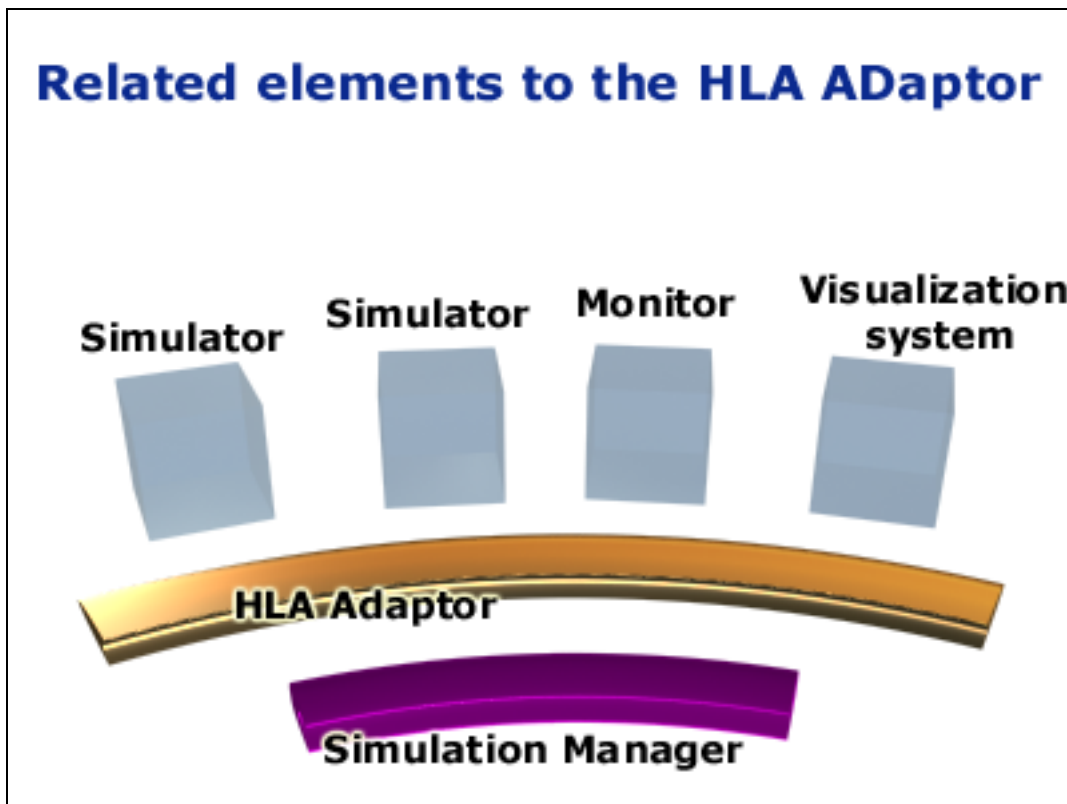 Related elements to the HLA ADaptor
Simulator
Simulator
Monitor
Visualization
system
HLA Adaptor
Simulation Manager